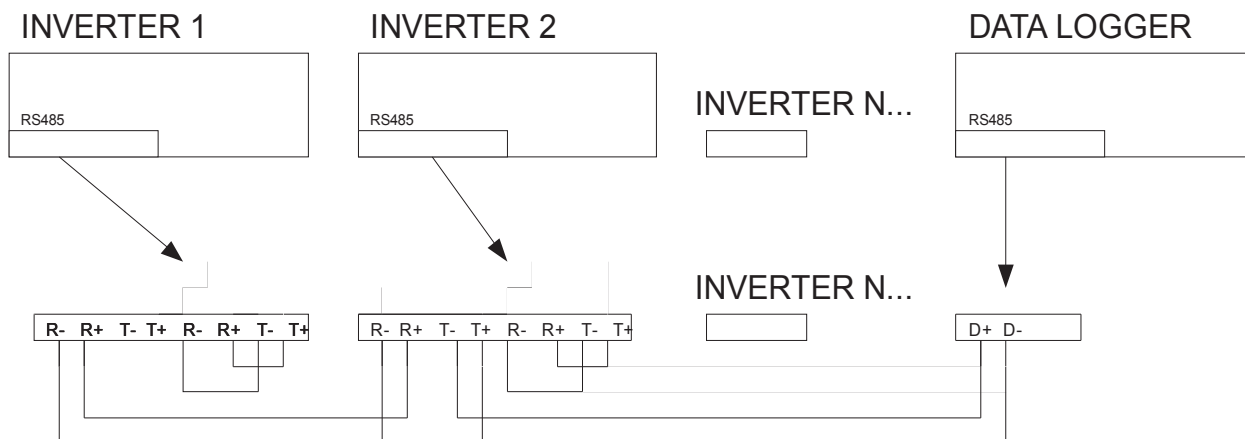 INVERTER 1 INVERTER 2 DATA LOGGER
INVERTER N...
RS485 RS485 RS485
INVERTER N...
R- R+ T- T+ R- R+ T- T+ R- R+ T- T+ R- R+ T- T+ D+ D-